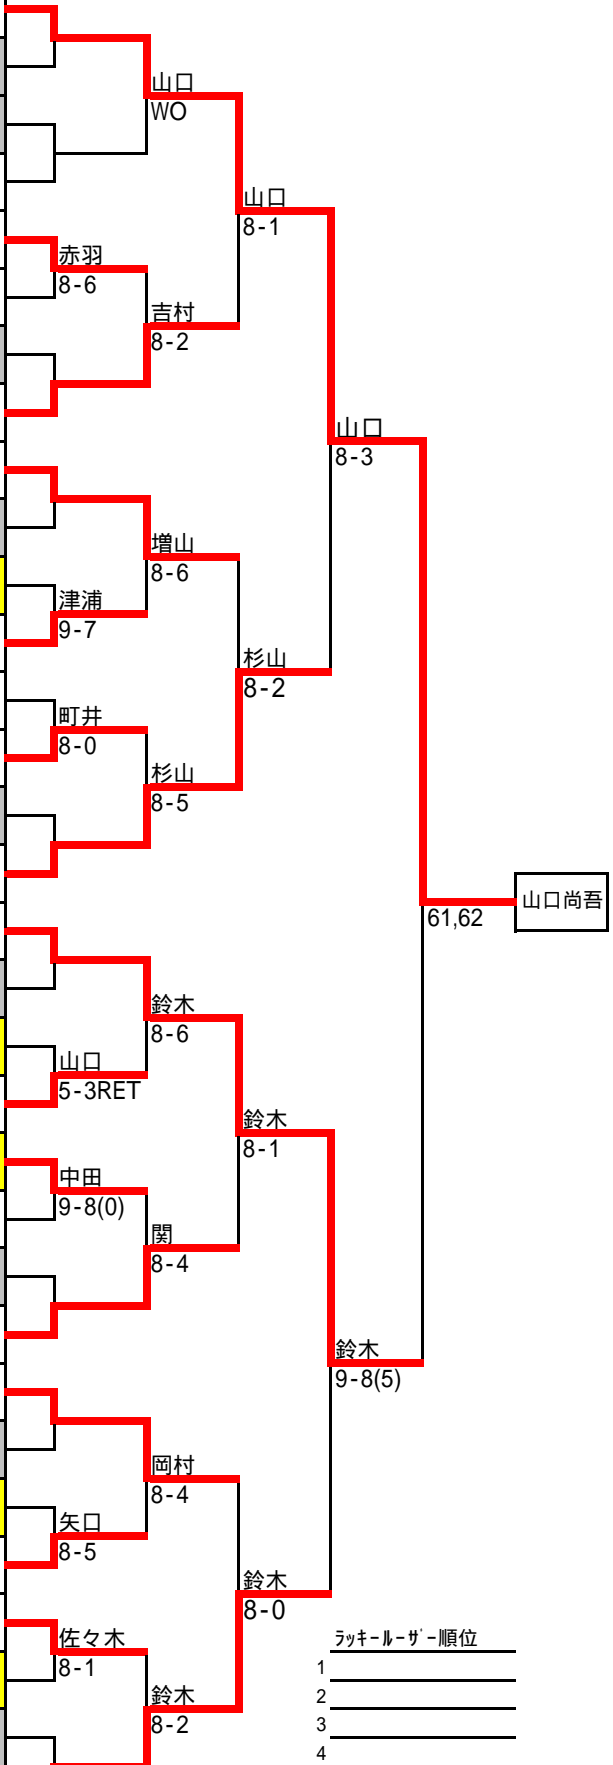 山口
WO
山口
8-1
赤羽
8-6
吉村
8-2
山口
8-3
増山
8-6
津浦
9-7
杉山
8-2
町井
8-0
杉山
8-5
山口尚吾
61,62
鈴木
8-6
山口
5-3RET
鈴木
8-1
中田
9-8(0)
関
8-4
鈴木
9-8(5)
岡村
8-4
矢口
8-5
鈴木
8-0
佐々木
8-1
ﾗｯｷｰﾙｰｻﾞｰ順位
1
2
鈴木
8-2
3
4